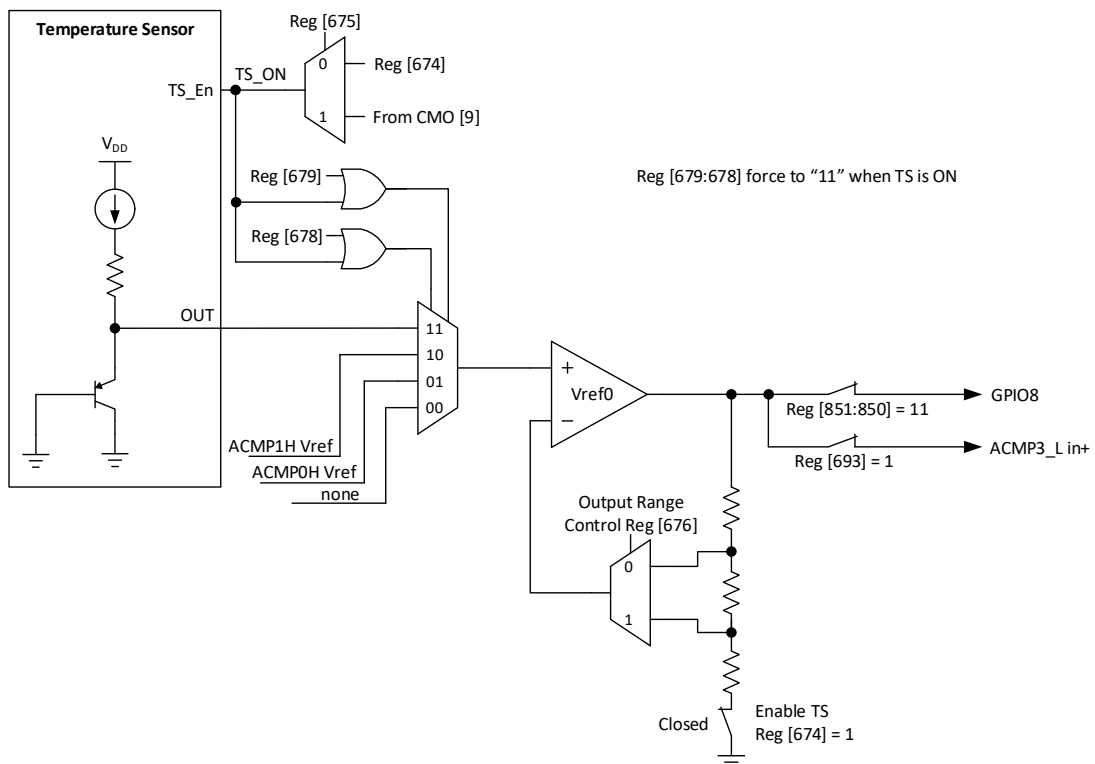 Reg [675]
Temperature Sensor
0
Reg [674]
TS_ON
TS_En
1
From CMO [9]
VDD
Reg [679]
Reg [679:678] force to “11” when TS is ON
Reg [678]
OUT
11
10
01
00
+
Vref0
–
GPIO8
Reg [851:850] = 11
ACMP1H Vref
ACMP3_L in+
Reg [693] = 1
ACMP0H Vref
none
Output Range
Control Reg [676]
0
1
Closed
Enable TS
Reg [674] = 1